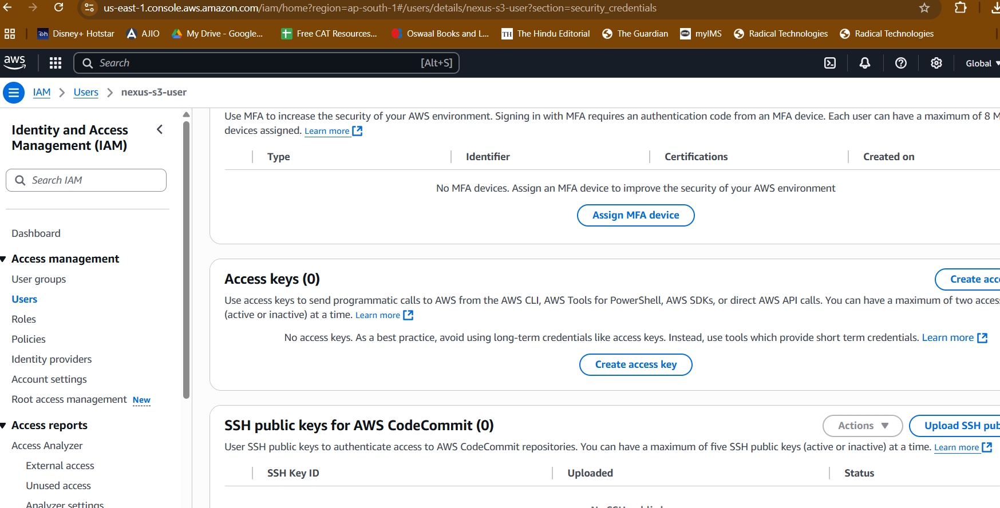 us-east-1.console.aws.amazon.com/iam/home?region=ap-south-1#/users/details/nexus-s3-user?section=security_credentials
Disney+ Hotstar AJIO My Drive - Google... Free CAT Resources... Oswaal Books and L... TH The Hindu Editorial The Guardian ims myIMS Radical Technologies Radical Technologies
aws Search [Alt+S] Global
IAM Users nexus-s3-user
Identity and Access
Management (IAM)
Search IAM
Dashboard
Access management
User groups
Users
Roles
Policies
Identity providers
Account settings
Root access management New
Access reports
Access Analyzer
External access
Unused access
Analyzer settings
Use MFA to increase the security of your AWS environment. Signing in with MFA requires an authentication code from an MFA device. Each user can have a maximum of 8 M
devices assigned. Learn more
Type Identifier Certifications Created on
No MFA devices. Assign an MFA device to improve the security of your AWS environment
Assign MFA device
Access keys (0)
Create acc
Use access keys to send programmatic calls to AWS from the AWS CLI, AWS Tools for PowerShell, AWS SDKs, or direct AWS API calls. You can have a maximum of two acces
(active or inactive) at a time. Learn more
No access keys. As a best practice, avoid using long-term credentials like access keys. Instead, use tools which provide short term credentials. Learn more
Create access key
SSH public keys for AWS CodeCommit (0)
Actions Upload SSH pub
User SSH public keys to authenticate access to AWS CodeCommit repositories. You can have a maximum of five SSH public keys (active or inactive) at a time. Learn more
SSH Key ID Uploaded Status